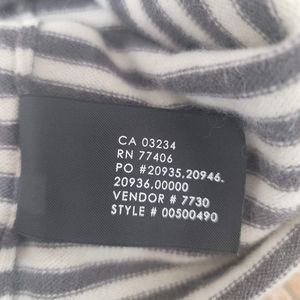 CA 03234
RN 77406
PO #20935,20946,
20936,00000
VENDOR # 7730
STYLE # 00500490